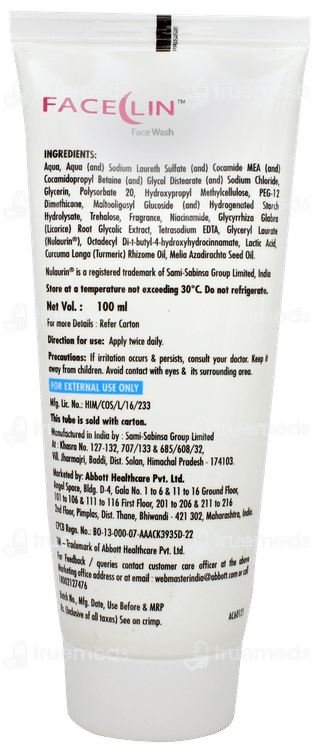 FACECLIN™
Face Wash
INGREDIENTS:
Aqua, Aqua (and) Sodium Laureth Sulfate (and) Cocamide MEA (and)
Cocamidopropyl Betaine (and) Glycol Distearate (and) Sodium Chloride,
Glycerin, Polysorbate 20, Hydroxypropyl Methylcellulose, PEG-12
Dimethicone, Maltooligosyl Glucoside (and) Hydrogenated Starch
Hydrolysate, Trehalose, Fragrance, Niacinamide, Glycyrrhiza Glabra
(Licorice) Root Glycolic Extract, Tetrasodium EDTA, Glyceryl Laurate
(Nulaurin®), Octadecyl Di-t-butyl-4-hydroxyhydrocinnamate, Lactic Acid,
Curcuma Longa (Turmeric) Rhizome Oil, Melia Azadirachta Seed Oil.
Nulaurin® is a registered trademark of Sami-Sabinsa Group Limited, India
Store at a temperature not exceeding 30°C. Do not refrigerate.
Net Vol.: 100 ml
For more Details : Refer Carton
Direction for use: Apply twice daily.
Precautions: If irritation occurs & persists, consult your doctor. Keep it
away from children. Avoid contact with eyes & its surrounding area.
FOR EXTERNAL USE ONLY
Mfg. Lic. No.: HIM/COS/L/16/233
This tube is sold with carton.
Manufactured in India by : Sami-Sabinsa Group Limited
At : Khasra No. 127-132, 707/133 & 685/608/32,
Vill. Jharmajri, Baddi, Dist. Solan, Himachal Pradesh - 174103.
Marketed by: Abbott Healthcare Pvt. Ltd.
Angel Space, Bldg. D-4, Gala No. 1 to 6 & 11 to 16 Ground Floor,
101 to 106 & 111 to 116 First Floor, 201 to 206 & 211 to 216
2nd Floor, Pimplas, Dist. Thane, Bhiwandi - 421 302, Maharashtra, India.
CPCB Regn. No.: BO-13-000-07-AAACK3935D-22
TM – Trademark of Abbott Healthcare Pvt. Ltd.
For Feedback / queries contact customer care officer at the above
Marketing office address or at email : webmasterindia@abbott.com or call
18002127476
Batch No., Mfg. Date, Use Before & MRP
Rs. (Inclusive of all taxes) See on crimp.
truemeds
truemeds
truemeds
truemeds
truemeds
truemeds